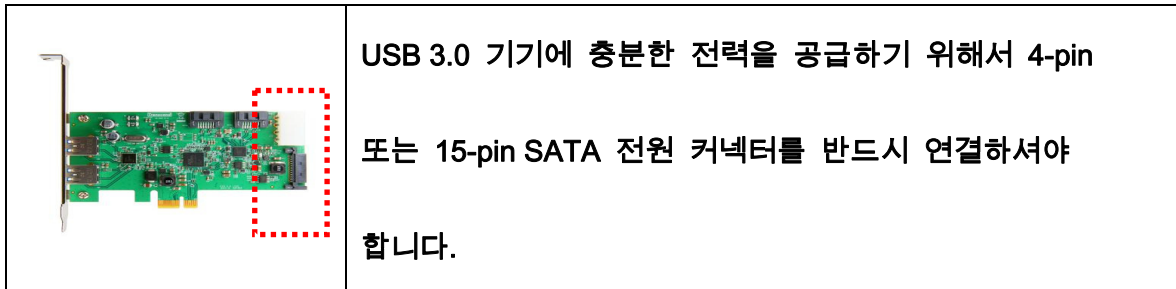 USB 3.0 기기에 충분한 전력을 공급하기 위해서 4-pin
또는 15-pin SATA 전원 커넥터를 반드시 연결하셔야
합니다.